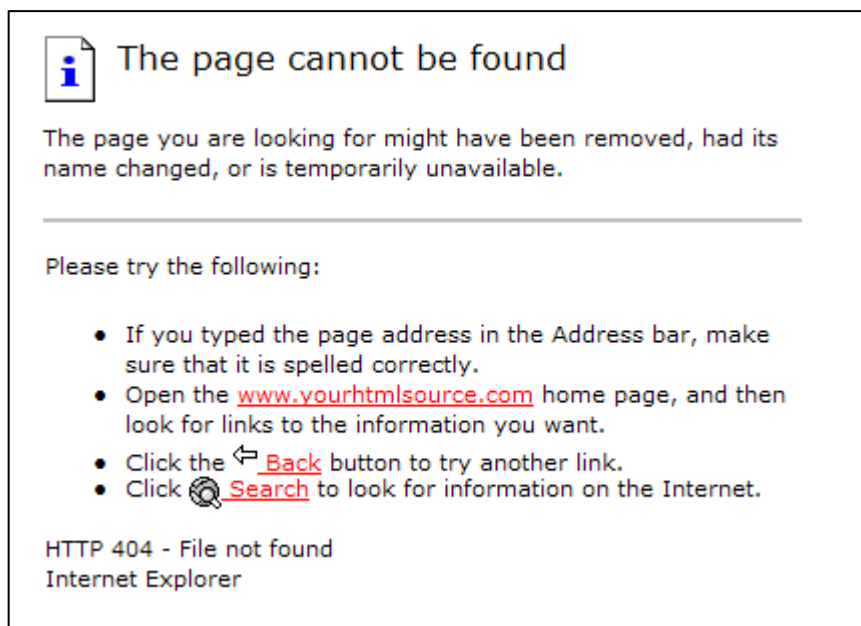 The page cannot be found
The page you are looking for might have been removed, had its
name changed, or is temporarily unavailable.
Please try the following:
● If you typed the page address in the Address bar, make
sure that it is spelled correctly.
● Open the www.yourhtmlsource.com home page, and then
look for links to the information you want.
● Click the Back button to try another link.
● Click Search to look for information on the Internet.
HTTP 404 - File not found
Internet Explorer